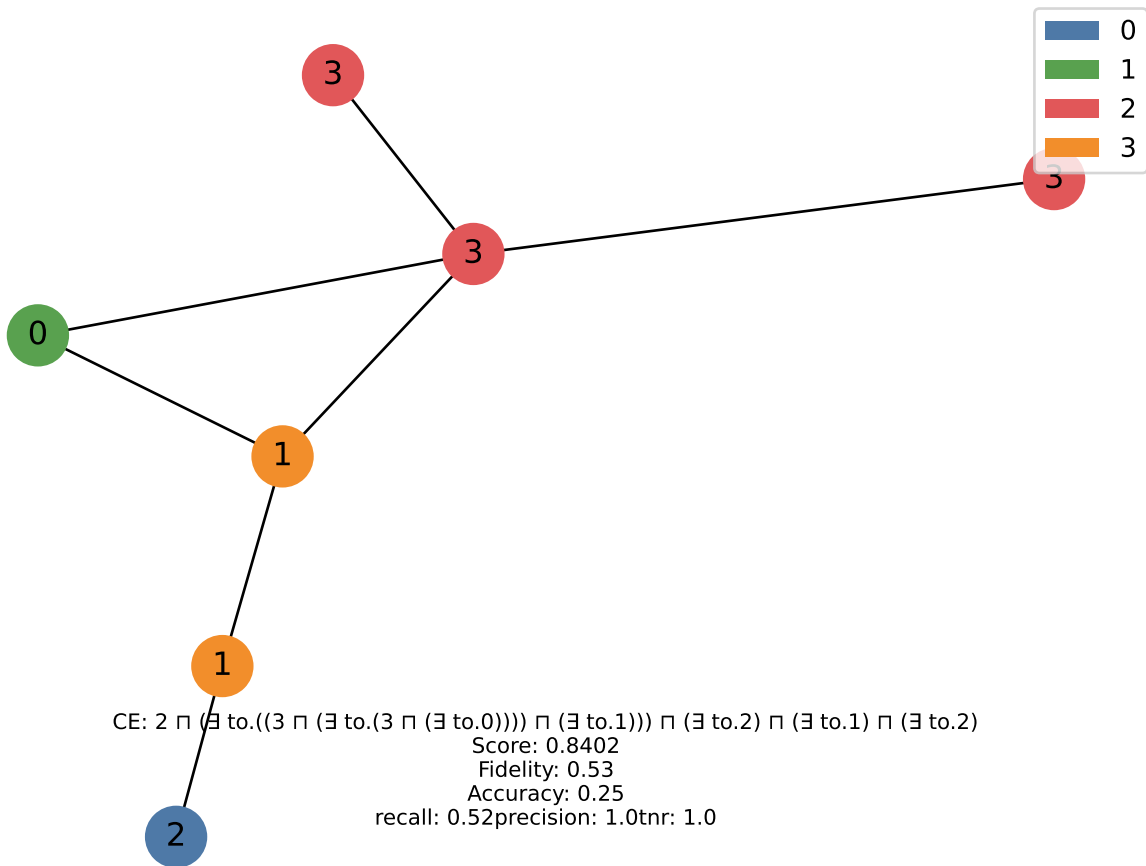 0
1
2
3
3
3
3
0
1
1
CE: 2 ⊓ (∃ to.((3 ⊓ (∃ to.(3 ⊓ (∃ to.0)))) ⊓ (∃ to.1))) ⊓ (∃ to.2) ⊓ (∃ to.1) ⊓ (∃ to.2)
Score: 0.8402
Fidelity: 0.53
Accuracy: 0.25
recall: 0.52precision: 1.0tnr: 1.0
2